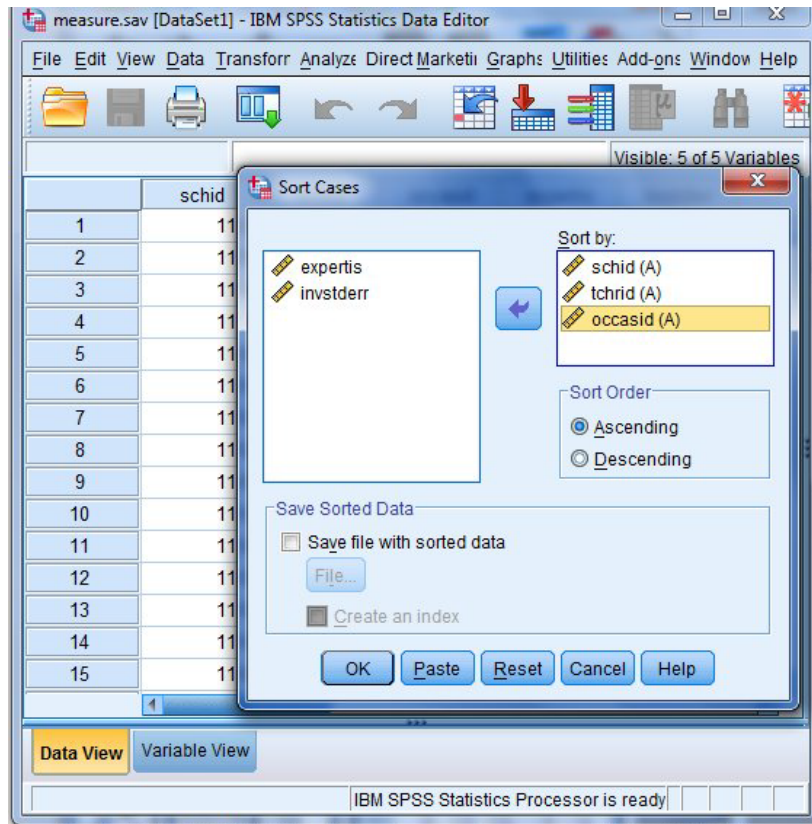 measure.sav [DataSet1] - IBM SPSS Statistics Data Editor
File Edit View Data Transforr Analyze Direct Marketii Graphs Utilities Add-ons Window Help
Visible: 5 of 5 Variables
schid
Sort Cases
1 11
2 11
3 11
4 11
5 11
6 11
7 11
8 11
9 11
10 11
11 11
12 11
13 11
14 11
15 11
expertis
invstderr
Sort by:
schid (A)
tchrid (A)
occasid (A)
Sort Order
Ascending
Descending
Save Sorted Data
Save file with sorted data
File...
Create an index
OK Paste Reset Cancel Help
Data View Variable View
IBM SPSS Statistics Processor is ready